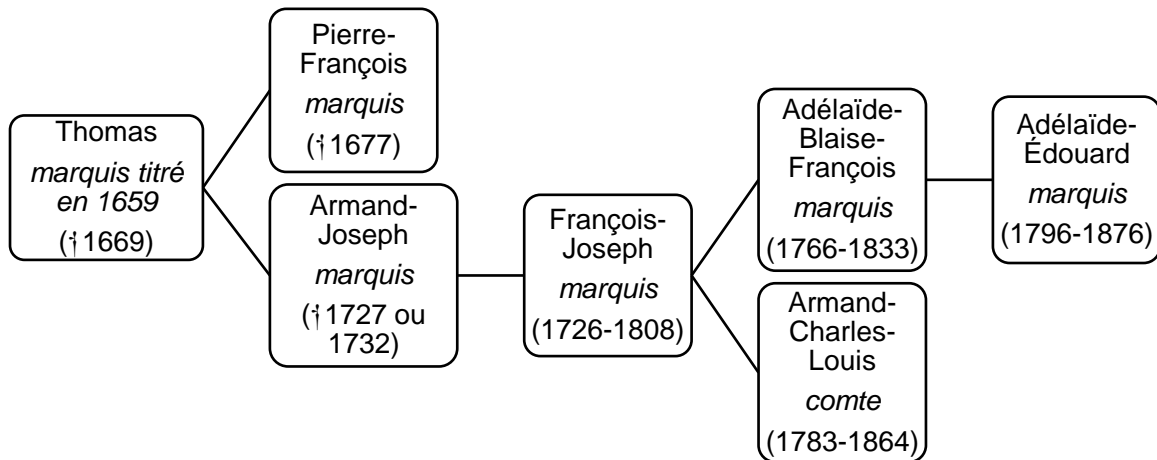 Thomas
marquis titré
en 1659
(†1669)
Pierre-
François
marquis
(†1677)
Armand-
Joseph
marquis
(†1727 ou
1732)
François-
Joseph
marquis
(1726-1808)
Adélaïde-
Blaise-
François
marquis
(1766-1833)
Armand-
Charles-
Louis
comte
(1783-1864)
Adélaïde-
Édouard
marquis
(1796-1876)